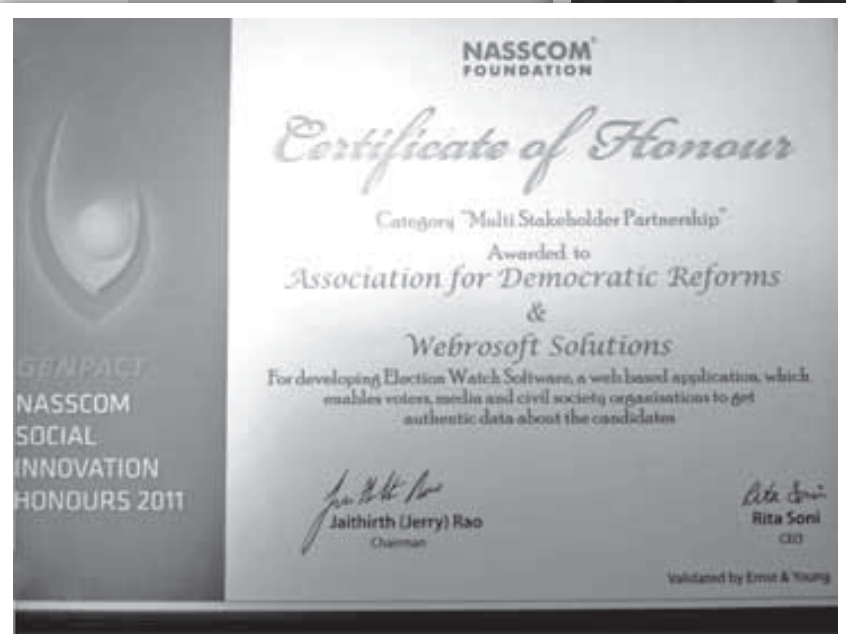 NASSCOM®
FOUNDATION
Certificate of Honour
Category "Multi Stakeholder Partnership"
Awarded to
Association for Democratic Reforms
&
Webrosoft Solutions
For developing Election Watch Software, a web based application, which
enables voters, media and civil society organisations to get
authentic data about the candidates
GENPACT
NASSCOM
SOCIAL
INNOVATION
HONOURS 2011
Jaithirth (Jerry) Rao
Chairman
Rita Soni
Rita Soni
CEO
Validated by Ernst & Young